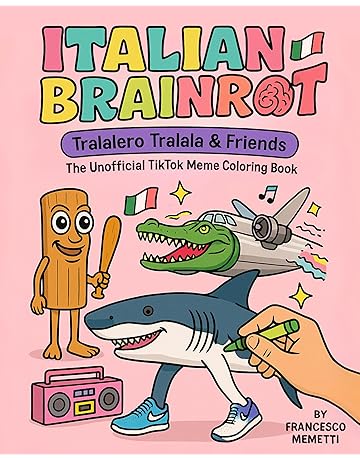 ITALIAN
BRAINROT
Tralalero Tralala & Friends
The Unofficial TikTok Meme Coloring Book
BY
FRANCESCO
MEMETTI